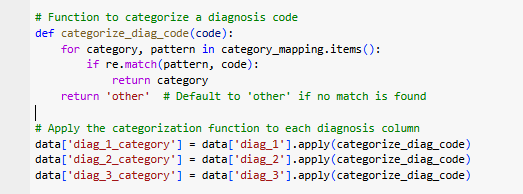 # Function to categorize a diagnosis code
def categorize_diag_code(code):
    for category, pattern in category_mapping.items():
        if re.match(pattern, code):
            return category
    return 'other'  # Default to 'other' if no match is found
# Apply the categorization function to each diagnosis column
data['diag_1_category'] = data['diag_1'].apply(categorize_diag_code)
data['diag_2_category'] = data['diag_2'].apply(categorize_diag_code)
data['diag_3_category'] = data['diag_3'].apply(categorize_diag_code)